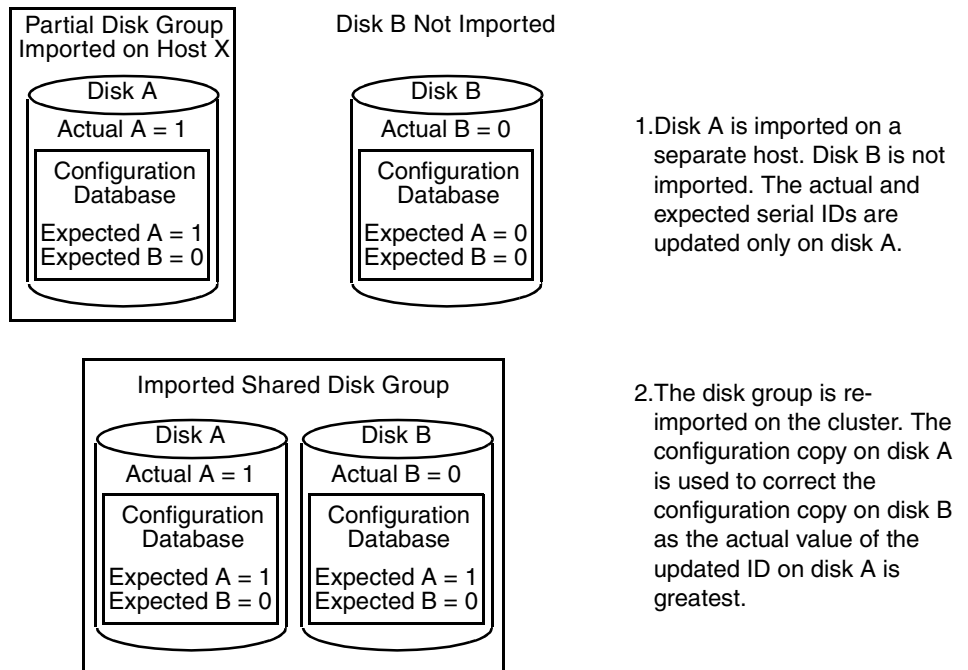 Partial Disk Group
Imported on Host X
Disk A
Actual A = 1
Configuration
Database
Expected A = 1
Expected B = 0
Disk B Not Imported
Disk B
Actual B = 0
Configuration
Database
Expected A = 0
Expected B = 0
1.Disk A is imported on a
separate host. Disk B is not
imported. The actual and
expected serial IDs are
updated only on disk A.
Imported Shared Disk Group
Disk A
Actual A = 1
Configuration
Database
Expected A = 1
Expected B = 0
Disk B
Actual B = 0
Configuration
Database
Expected A = 1
Expected B = 0
2.The disk group is re-
imported on the cluster. The
configuration copy on disk A
is used to correct the
configuration copy on disk B
as the actual value of the
updated ID on disk A is
greatest.